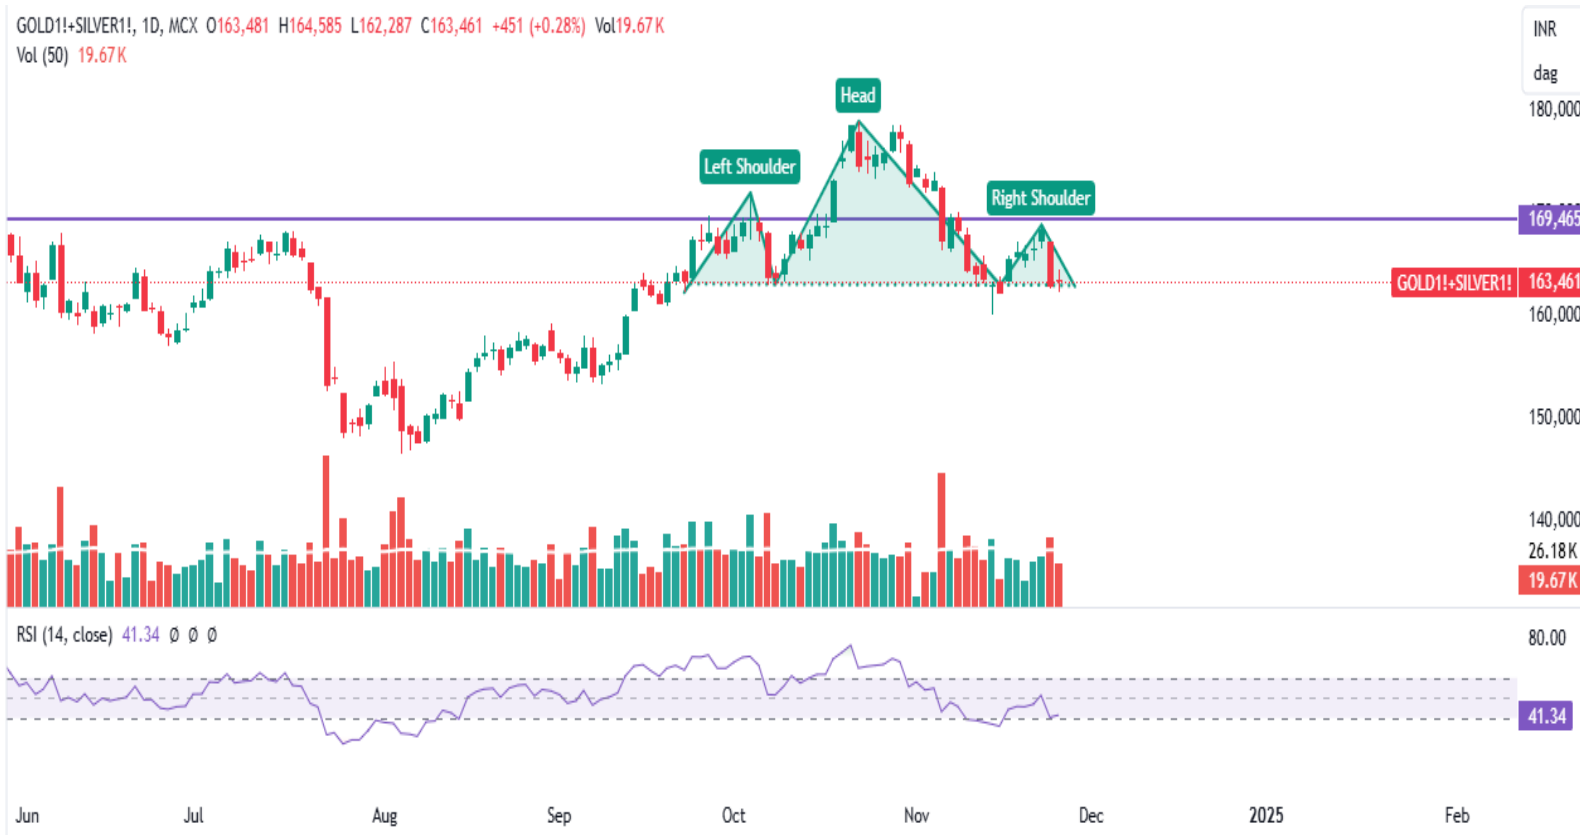 GOLD1!+SILVER1!, 1D, MCX O163,481 H164,585 L162,287 C163,461 +451 (+0.28%) Vol19.67K
INR
Vol (50) 19.67K
dag
Head
180,000
Left Shoulder
Right Shoulder
169,465
GOLD1!+SILVER1! 163,461
160,000
150,000
140,000
26.18K
19.67K
RSI (14, close) 41.34 Ø Ø Ø
80.00
41.34
Jun Jul Aug Sep Oct Nov Dec 2025 Feb